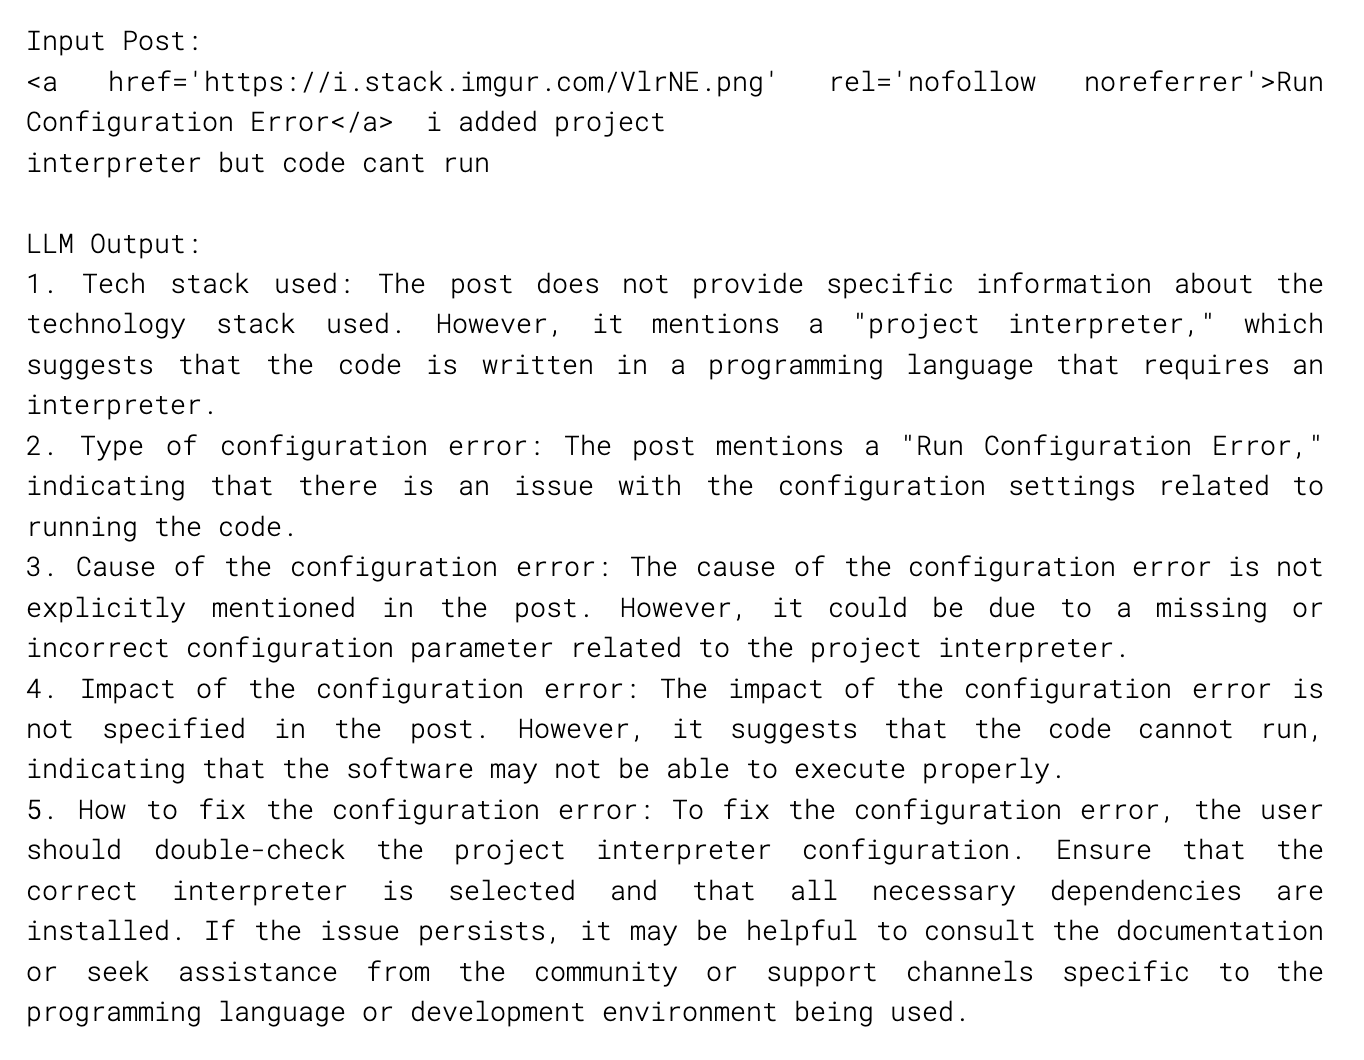 Input Post:
<a href='https://i.stack.imgur.com/VlrNE.png' rel='nofollow noreferrer'>Run
Configuration Error</a> i added project
interpreter but code cant run
LLM Output:
1. Tech stack used: The post does not provide specific information about the
technology stack used. However, it mentions a "project interpreter," which
suggests that the code is written in a programming language that requires an
interpreter.
2. Type of configuration error: The post mentions a "Run Configuration Error,"
indicating that there is an issue with the configuration settings related to
running the code.
3. Cause of the configuration error: The cause of the configuration error is not
explicitly mentioned in the post. However, it could be due to a missing or
incorrect configuration parameter related to the project interpreter.
4. Impact of the configuration error: The impact of the configuration error is
not specified in the post. However, it suggests that the code cannot run,
indicating that the software may not be able to execute properly.
5. How to fix the configuration error: To fix the configuration error, the user
should double-check the project interpreter configuration. Ensure that the
correct interpreter is selected and that all necessary dependencies are
installed. If the issue persists, it may be helpful to consult the documentation
or seek assistance from the community or support channels specific to the
programming language or development environment being used.